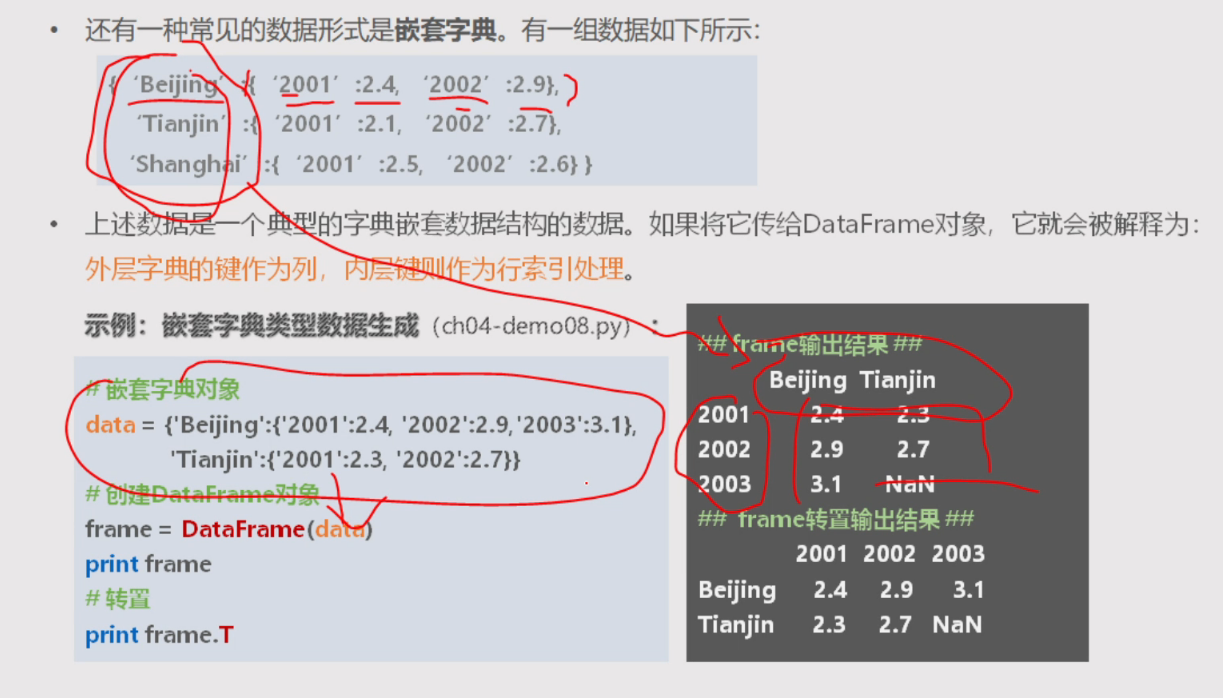 • 还有一种常见的数据形式是嵌套字典。有一组数据如下所示：
{ ‘Beijing’ :{ ‘2001’ :2.4, ‘2002’ :2.9},
‘Tianjin’ :{ ‘2001’ :2.1, ‘2002’ :2.7},
‘Shanghai’ :{ ‘2001’ :2.5, ‘2002’ :2.6} }
• 上述数据是一个典型的字典嵌套数据结构的数据。如果将它传给DataFrame对象，它就会被解释为：
外层字典的键作为列，内层键则作为行索引处理。
示例：嵌套字典类型数据生成（ch04-demo08.py）：
# 嵌套字典对象
data = {'Beijing':{'2001':2.4, '2002':2.9,'2003':3.1},
'Tianjin':{'2001':2.3, '2002':2.7}}
# 创建DataFrame对象
frame = DataFrame(data)
print frame
# 转置
print frame.T
## frame输出结果 ##
Beijing Tianjin
2001 2.4 2.3
2002 2.9 2.7
2003 3.1 NaN
## frame转置输出结果 ##
2001 2002 2003
Beijing 2.4 2.9 3.1
Tianjin 2.3 2.7 NaN